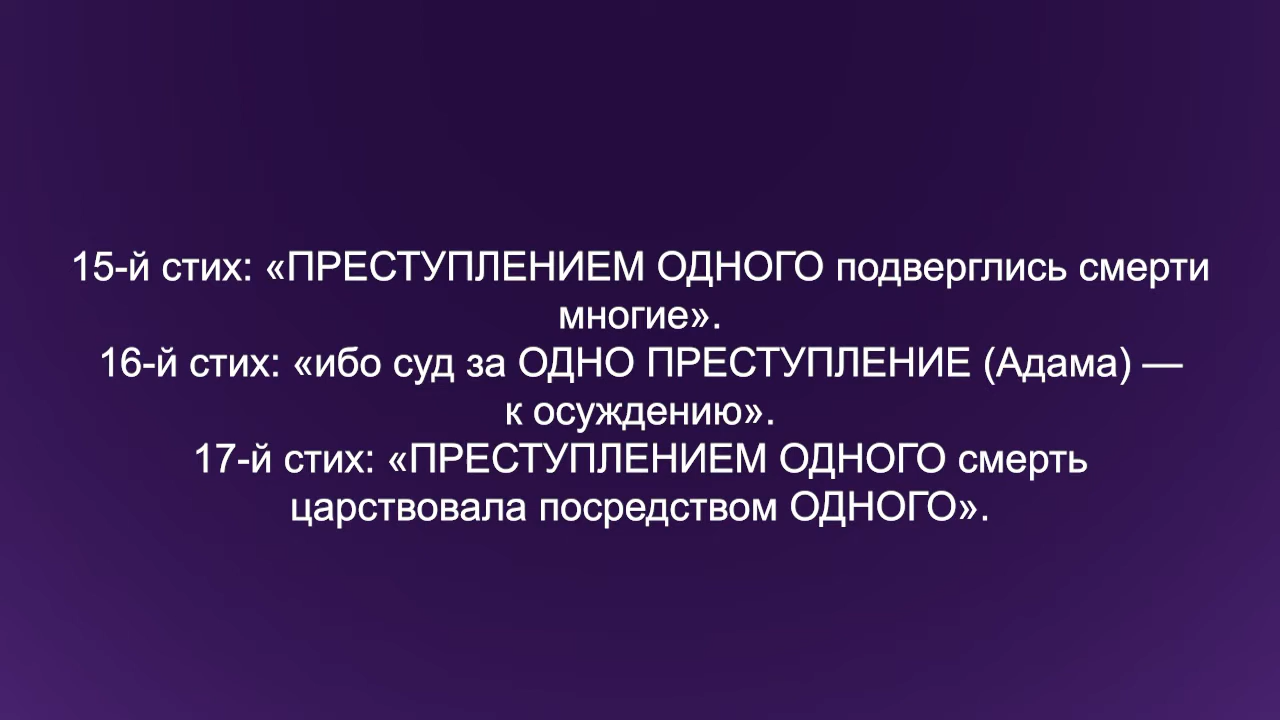 15-й стих: «ПРЕСТУПЛЕНИЕМ ОДНОГО подверглись смерти
многие».
16-й стих: «ибо суд за ОДНО ПРЕСТУПЛЕНИЕ (Адама) —
к осуждению».
17-й стих: «ПРЕСТУПЛЕНИЕМ ОДНОГО смерть
царствовала посредством ОДНОГО».